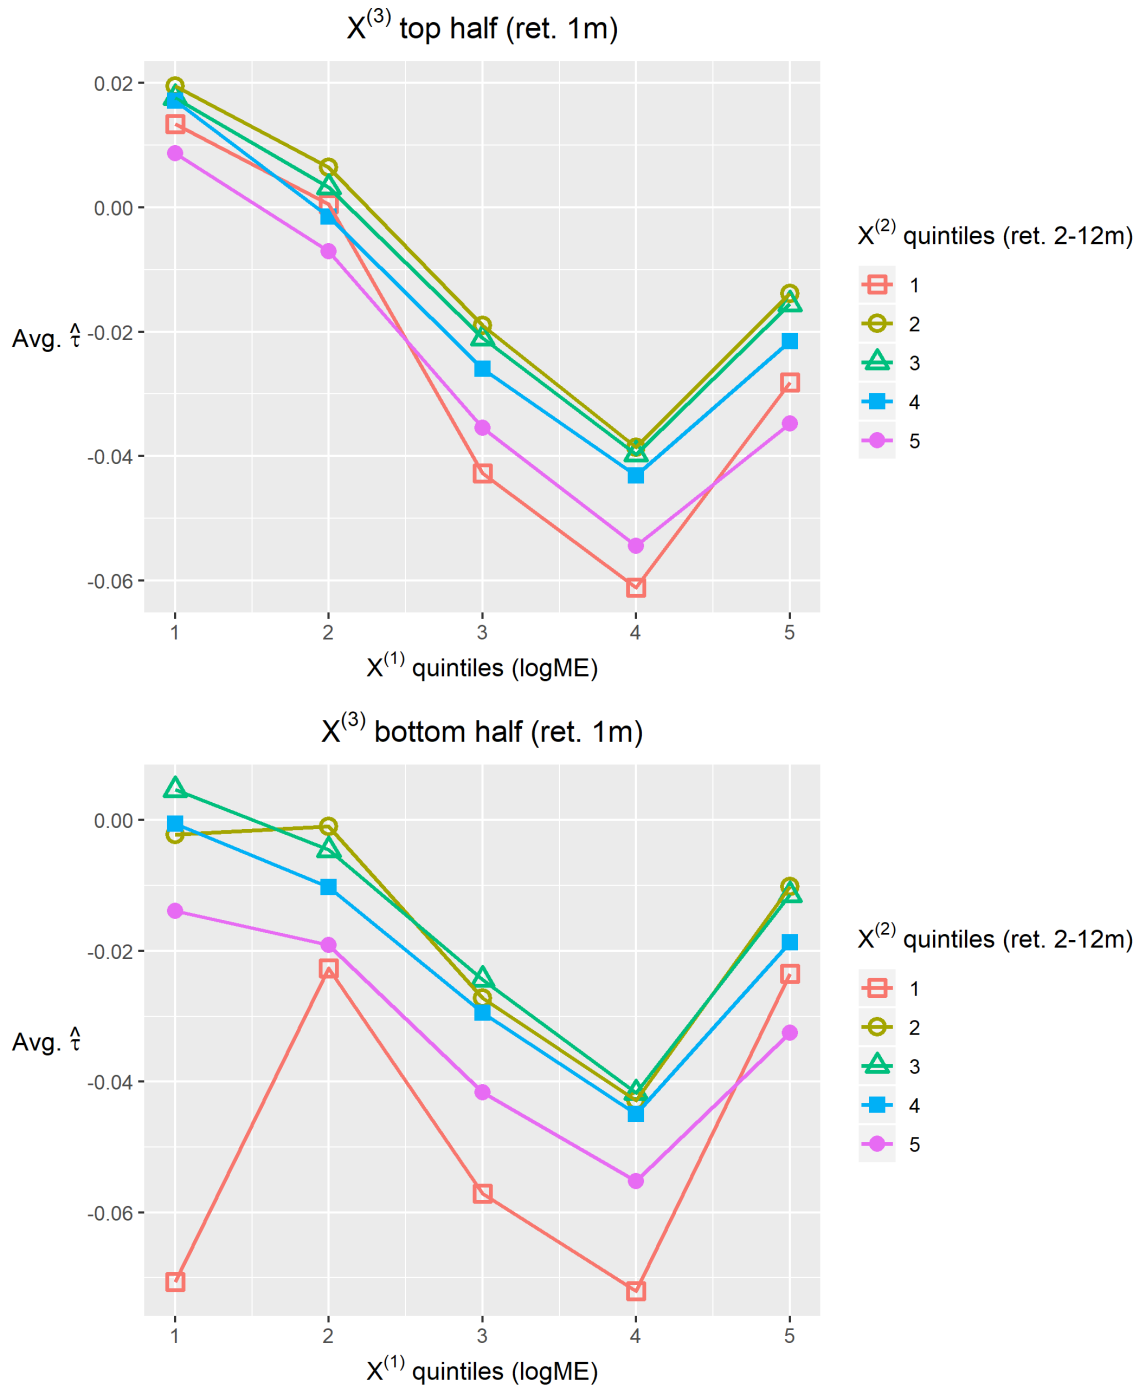 X(3) top half (ret. 1m)
0.02
0.00
-0.02
-0.04
-0.06
Avg. τ̂
1 2 3 4 5
X(1) quintiles (logME)
X(2) quintiles (ret. 2-12m)
1
2
3
4
5
X(3) bottom half (ret. 1m)
0.00
-0.02
-0.04
-0.06
Avg. τ̂
1 2 3 4 5
X(1) quintiles (logME)
X(2) quintiles (ret. 2-12m)
1
2
3
4
5